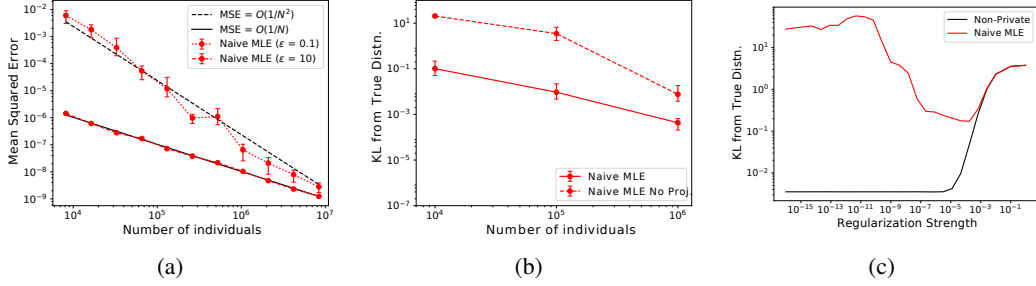 10^{-2}
10^{-3}
10^{-4}
10^{-5}
10^{-6}
10^{-7}
10^{-8}
10^{-9}
Mean Squared Error
MSE = O(1/N^2)
MSE = O(1/N)
Naive MLE (ε = 0.1)
Naive MLE (ε = 10)
10^4 10^5 10^6 10^7
Number of individuals
(a)
10^1
10^{-1}
10^{-3}
10^{-5}
10^{-7}
KL from True Distn.
Naive MLE
Naive MLE No Proj.
10^4 10^5 10^6
Number of individuals
(b)
10^1
10^0
10^{-1}
10^{-2}
KL from True Distn.
Non-Private
Naive MLE
10^{-15} 10^{-13} 10^{-11} 10^{-9} 10^{-7} 10^{-5} 10^{-3} 10^{-1}
Regularization Strength
(c)